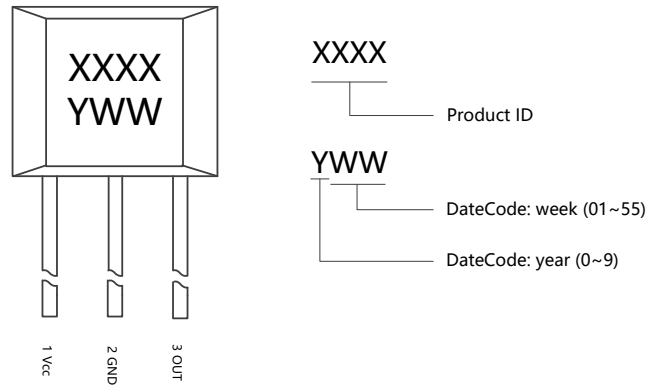 XXXX
YWW
1 Vcc
2 GND
3 OUT
XXXX
Product ID
YWW
DateCode: week (01~55)
DateCode: year (0~9)